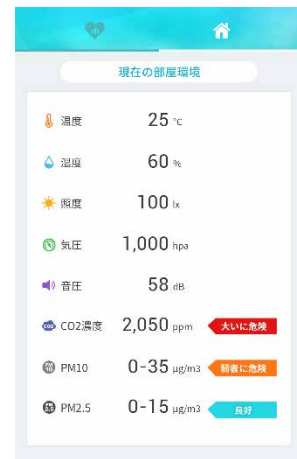 現在の部屋環境
温度 25 ℃
湿度 60 %
照度 100 lx
気圧 1,000 hpa
音圧 58 dB
CO2濃度 2,050 ppm 大いに危険
PM10 0-35 μg/m3 弱者に危険
PM2.5 0-15 μg/m3 良好